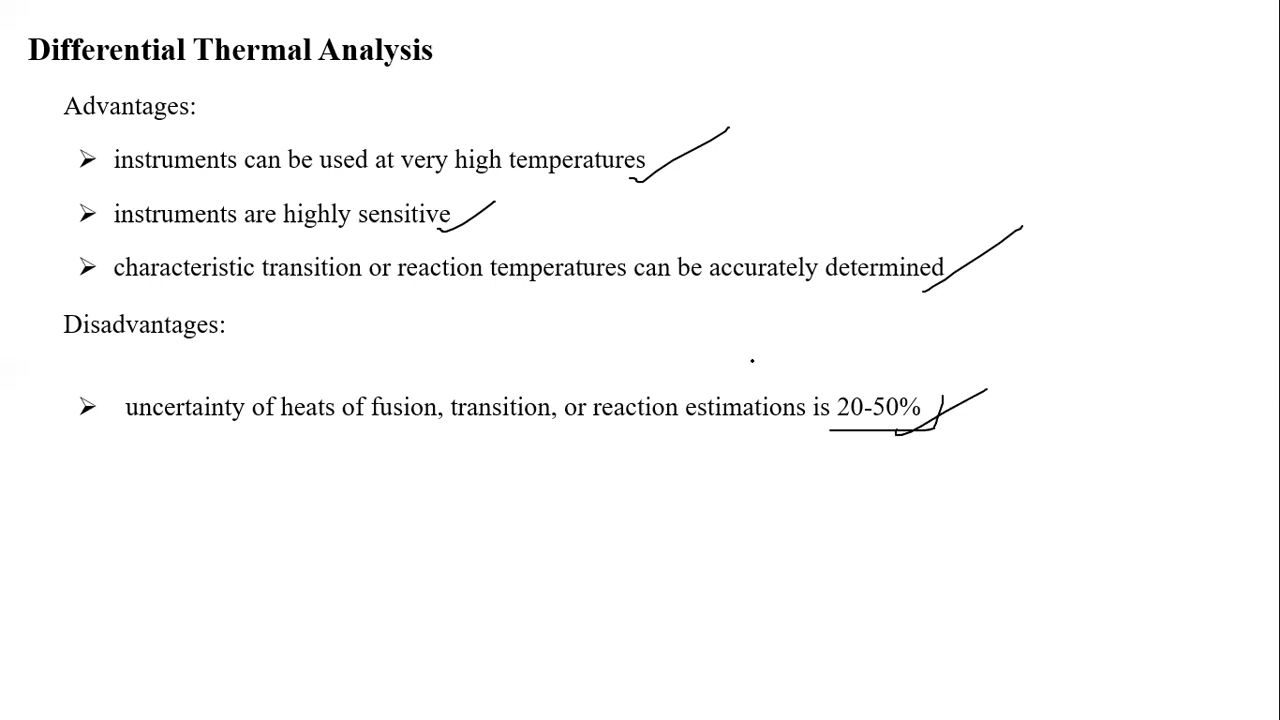 Differential Thermal Analysis
Advantages:
➢ instruments can be used at very high temperatures
➢ instruments are highly sensitive
➢ characteristic transition or reaction temperatures can be accurately determined
Disadvantages:
➢ uncertainty of heats of fusion, transition, or reaction estimations is 20-50%